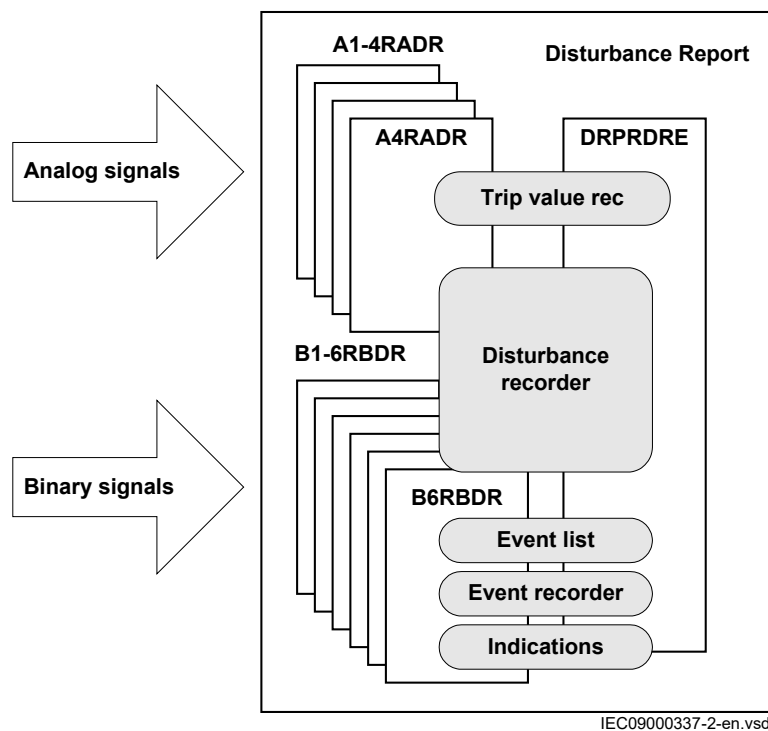 A1-4RADR
Disturbance Report
A4RADR
DRPRDRE
Analog signals
Trip value rec
B1-6RBDR
Disturbance
recorder
Binary signals
B6RBDR
Event list
Event recorder
Indications
IEC09000337-2-en.vsd